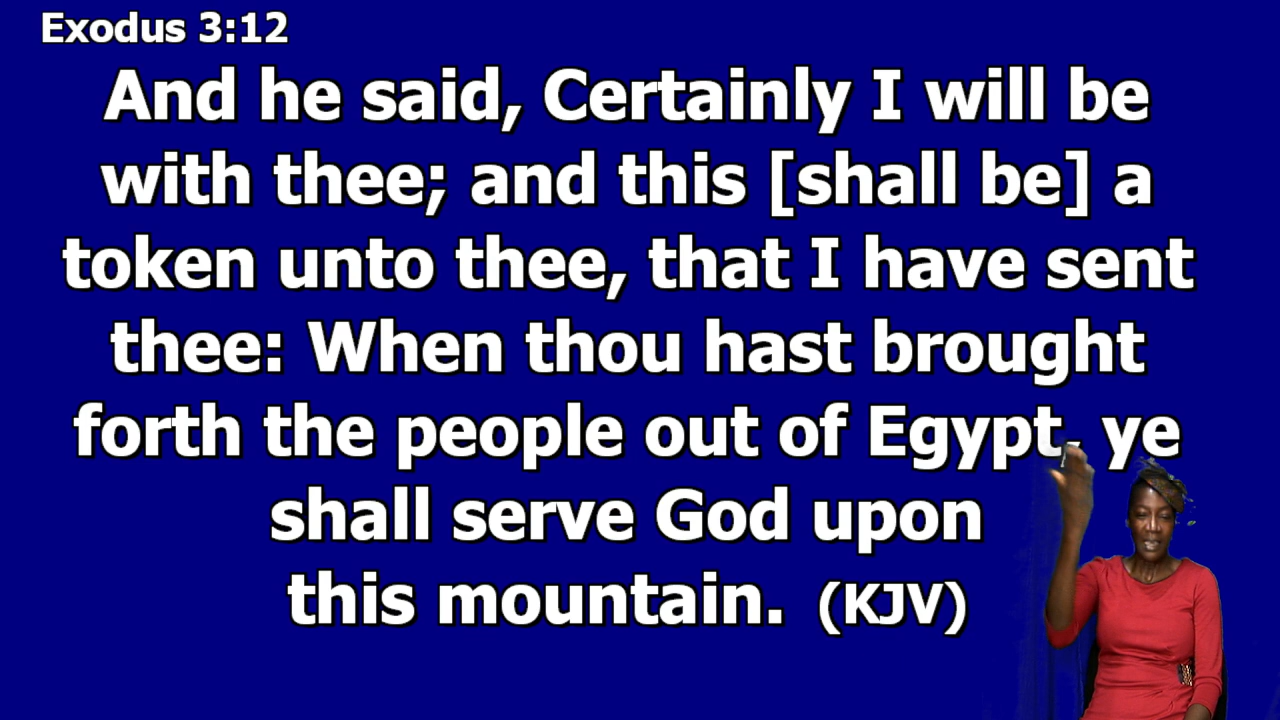 Exodus 3:12
And he said, Certainly I will be
with thee; and this [shall be] a
token unto thee, that I have sent
thee: When thou hast brought
forth the people out of Egypt, ye
shall serve God upon
this mountain. (KJV)